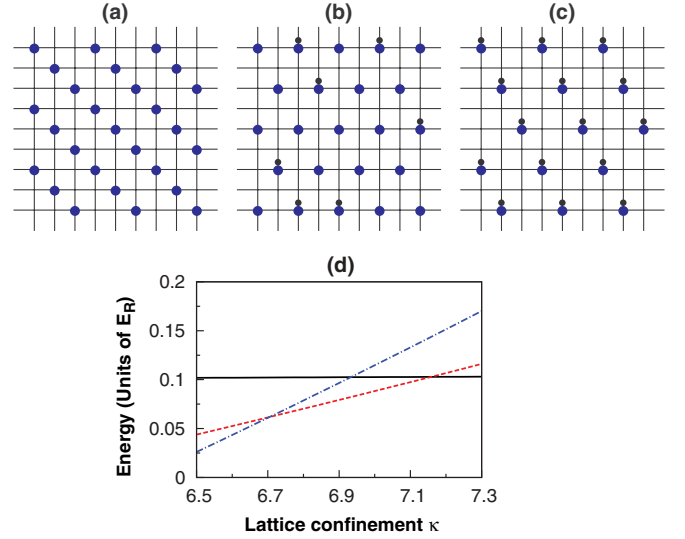 (a) (b) (c)
(d)
0.2
0.15
0.1
0.05
0
Energy (Units of E_R)
6.5 6.7 6.9 7.1 7.3
Lattice confinement κ